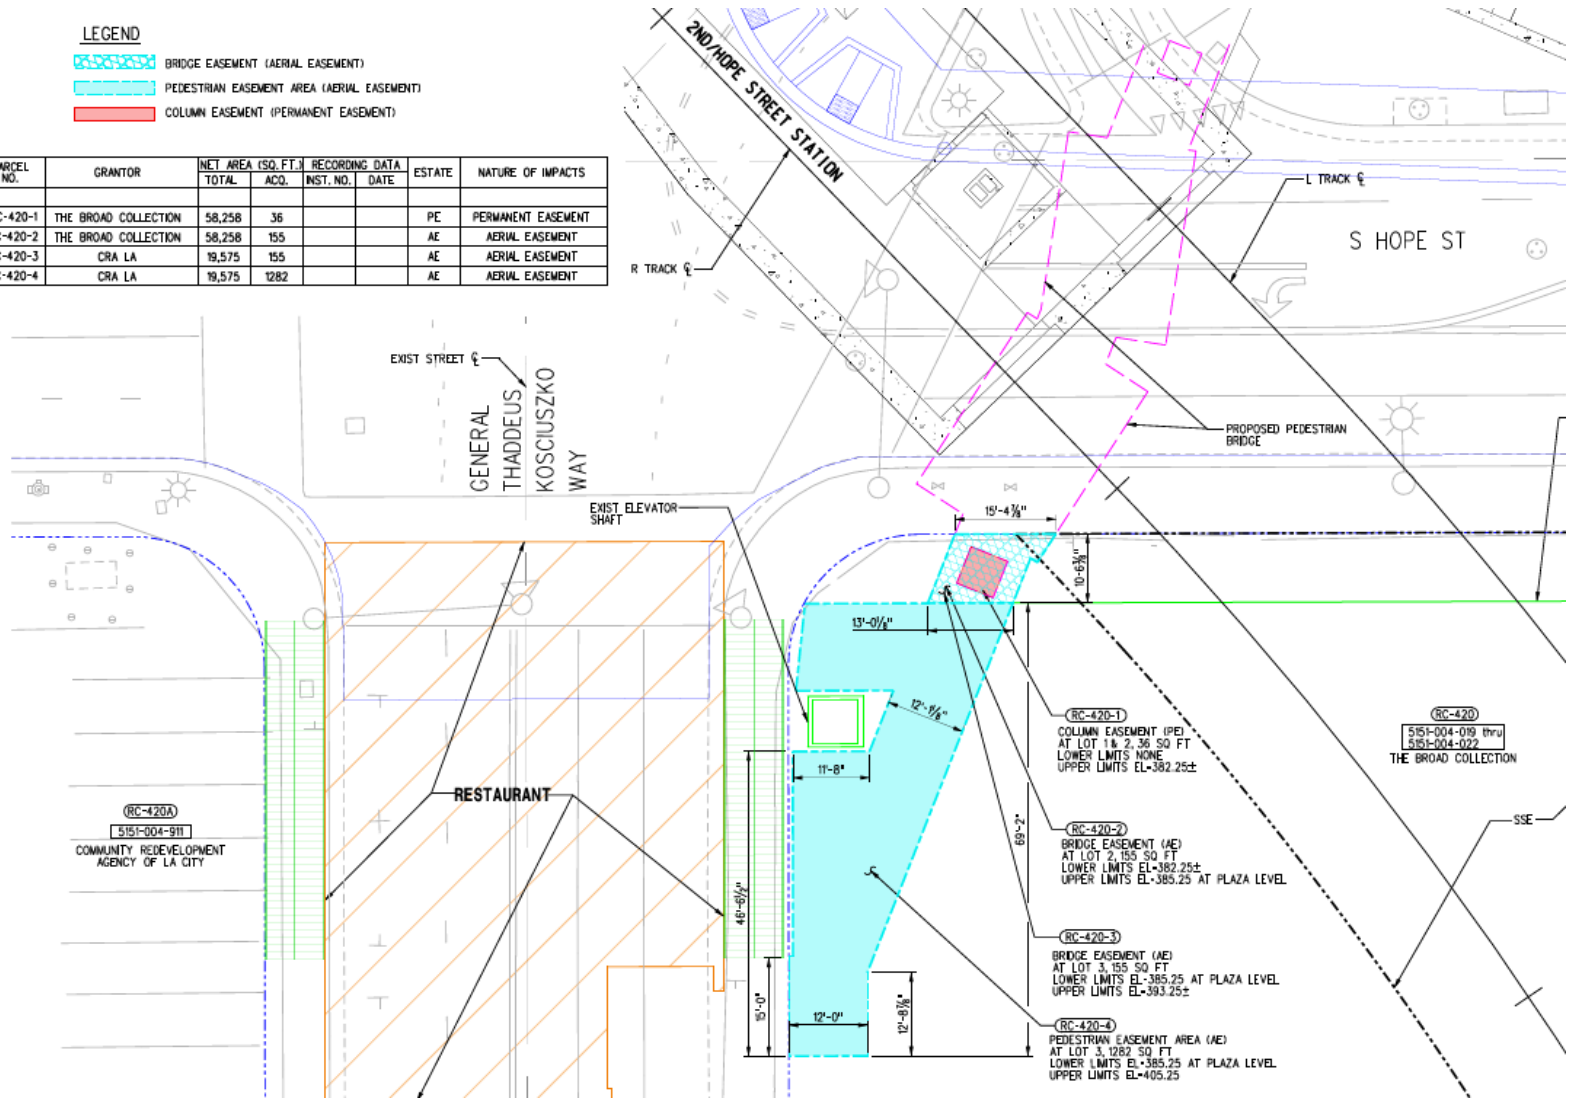 LEGEND
BRIDGE EASEMENT (AERIAL EASEMENT)
PEDESTRIAN EASEMENT AREA (AERIAL EASEMENT)
COLUMN EASEMENT (PERMANENT EASEMENT)
ARCEL NO. GRANTOR NET AREA (SQ.FT.) RECORDING DATA ESTATE NATURE OF IMPACTS
TOTAL ACQ. INST. NO. DATE
C-420-1 THE BROAD COLLECTION 58,258 36 PE PERMANENT EASEMENT
C-420-2 THE BROAD COLLECTION 58,258 155 AE AERIAL EASEMENT
C-420-3 CRA LA 19,575 155 AE AERIAL EASEMENT
C-420-4 CRA LA 19,575 1282 AE AERIAL EASEMENT
2ND/HOPE STREET STATION
L TRACK ℄
S HOPE ST
R TRACK ℄
EXIST STREET ℄
GENERAL
THADDEUS
KOSCIUSZKO
WAY
PROPOSED PEDESTRIAN
BRIDGE
EXIST ELEVATOR
SHAFT
15'-4⅞"
10-6⅜"
13'-0⅛"
12'-1⅛"
11'-8"
46'-6½"
69'-2"
15'-0"
12'-0"
12'-8⅞"
RESTAURANT
RC-420A
5151-004-911
COMMUNITY REDEVELOPMENT
AGENCY OF LA CITY
RC-420-1
COLUMN EASEMENT (PE)
AT LOT 1 & 2, 36 SQ FT
LOWER LIMITS NONE
UPPER LIMITS EL=382.25±
RC-420
5151-004-019 thru
5151-004-022
THE BROAD COLLECTION
SSE
RC-420-2
BRIDGE EASEMENT (AE)
AT LOT 2, 155 SQ FT
LOWER LIMITS EL=382.25±
UPPER LIMITS EL=385.25 AT PLAZA LEVEL
RC-420-3
BRIDGE EASEMENT (AE)
AT LOT 3, 155 SQ FT
LOWER LIMITS EL=385.25 AT PLAZA LEVEL
UPPER LIMITS EL=393.25±
RC-420-4
PEDESTRIAN EASEMENT AREA (AE)
AT LOT 3, 1282 SQ FT
LOWER LIMITS EL=385.25 AT PLAZA LEVEL
UPPER LIMITS EL=405.25